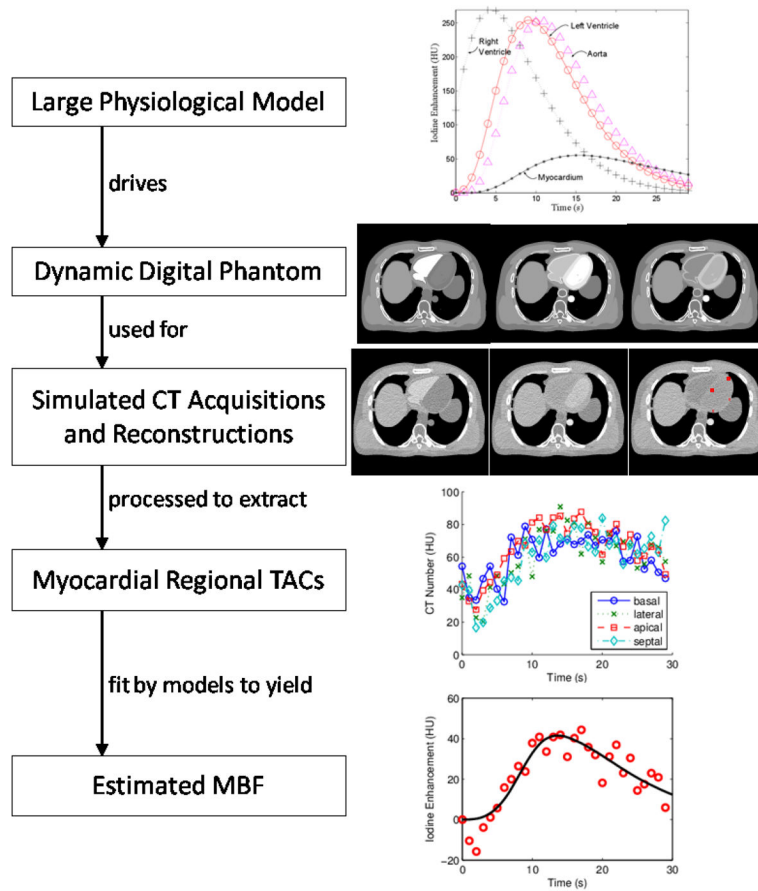 Large Physiological Model
drives
Dynamic Digital Phantom
used for
Simulated CT Acquisitions
and Reconstructions
processed to extract
Myocardial Regional TACs
fit by models to yield
Estimated MBF
Iodine Enhancement (HU)
250
200
150
100
50
0
0
5
10
15
20
25
Time (s)
Right
Ventricle
Left Ventricle
Aorta
Myocardium
CT Number (HU)
100
80
60
40
20
0
0
10
20
30
Time (s)
basal
lateral
apical
septal
Iodine Enhancement (HU)
60
40
20
0
-20
0
10
20
30
Time (s)